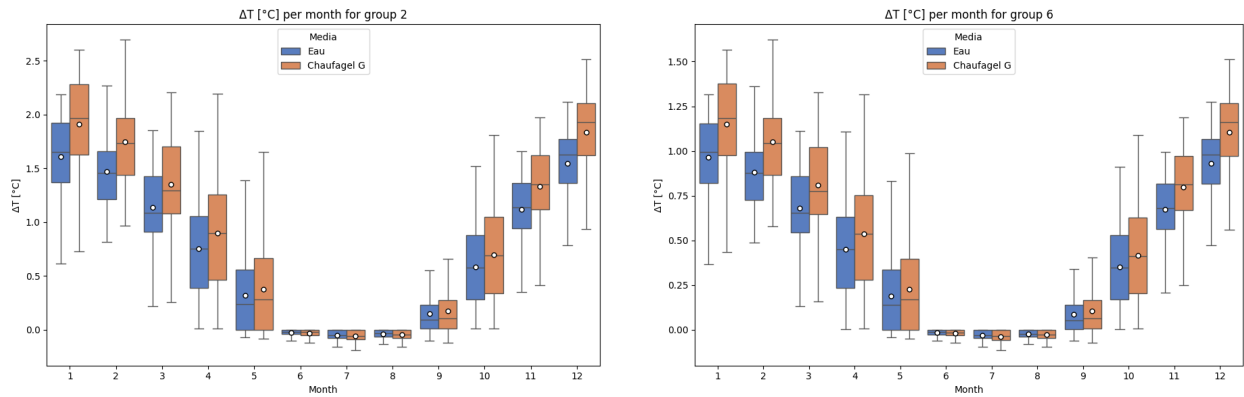 ΔT [°C] per month for group 2
Media
Eau
Chaufagel G
ΔT [°C]
2.5
2.0
1.5
1.0
0.5
0.0
1 2 3 4 5 6 7 8 9 10 11 12
Month
ΔT [°C] per month for group 6
Media
Eau
Chaufagel G
ΔT [°C]
1.50
1.25
1.00
0.75
0.50
0.25
0.00
1 2 3 4 5 6 7 8 9 10 11 12
Month